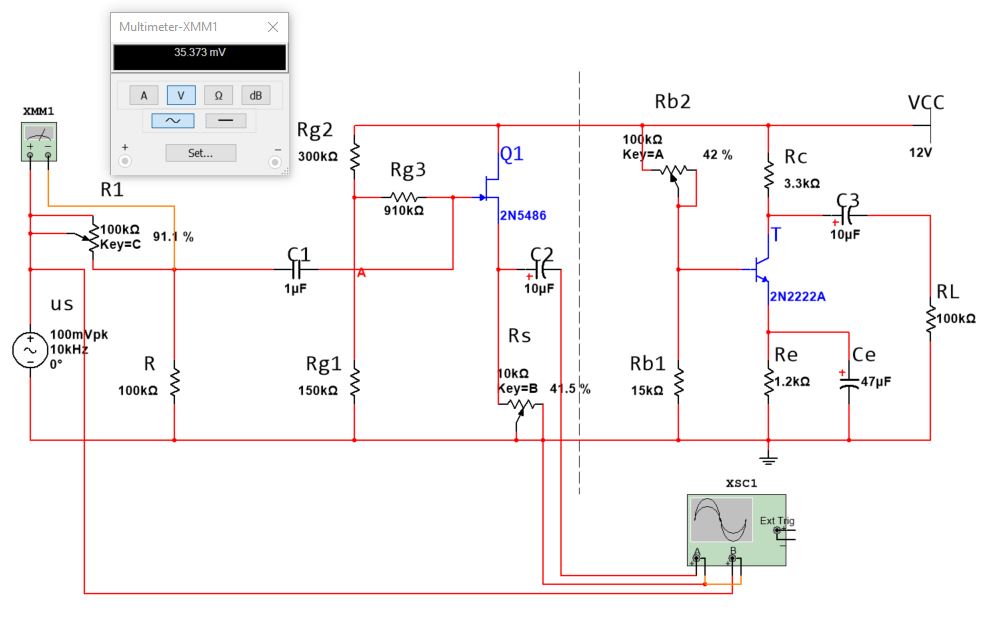 Multimeter-XMM1
35.373 mV
A V Ω dB
+ Set... -
XMM1
+ -
R1
100kΩ
Key=C
91.1 %
us
100mVpk
10kHz
0°
+
-
R
100kΩ
C1
1µF
A
Rg2
300kΩ
Rg3
910kΩ
Rg1
150kΩ
Q1
2N5486
C2
+
10µF
Rs
10kΩ
Key=B
41.5 %
Rb2
100kΩ
Key=A
42 %
Rb1
15kΩ
VCC
12V
Rc
3.3kΩ
C3
+
10µF
T
2N2222A
RL
100kΩ
Re
1.2kΩ
Ce
+
47µF
XSC1
Ext Trig
+
-
A B
+ - + -